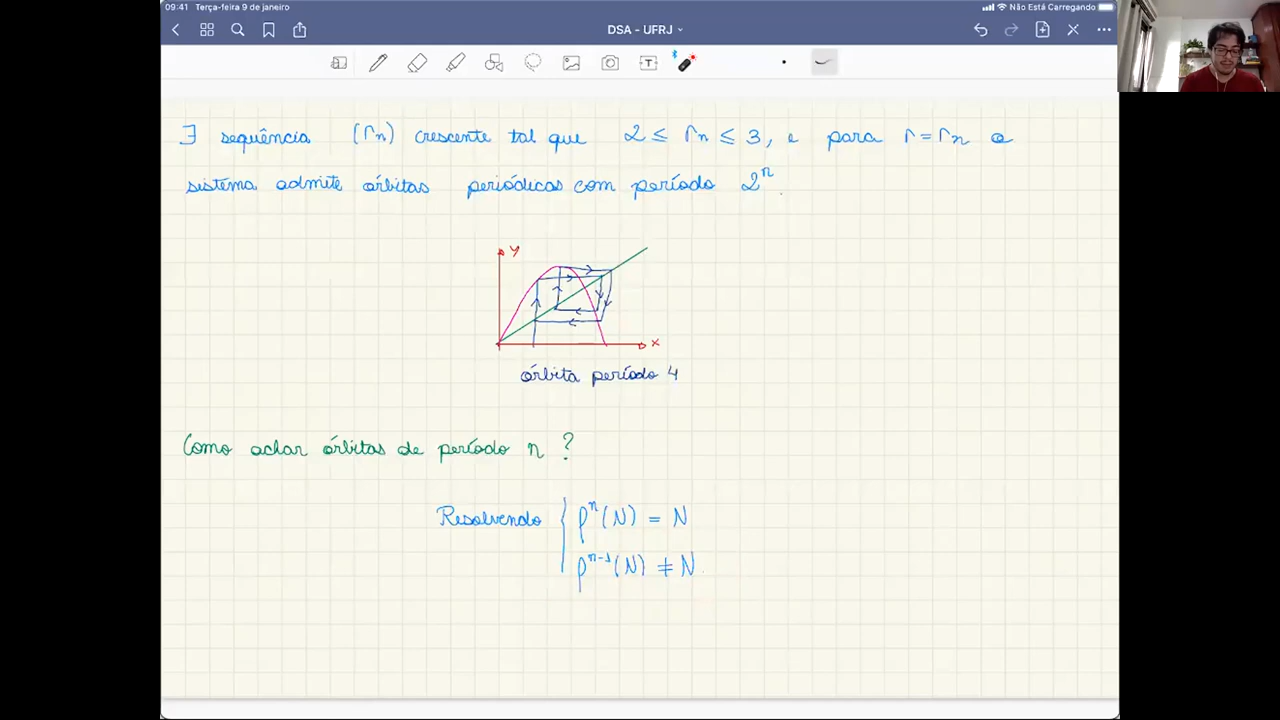 09:41 Terça-feira 9 de janeiro
Não Está Carregando
DSA - UFRJ
∃ sequência (rn) crescente tal que 2 ≤ rn ≤ 3, e para r = rn o
sistema admite órbitas periódicas com período 2^n.
y
x
órbita período 4
Como achar órbitas de período n ?
Resolvendo { p^n(N) = N
p^n-1(N) ≠ N.